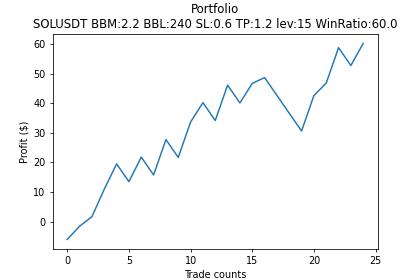 Portfolio
SOLUSDT BBM:2.2 BBL:240 SL:0.6 TP:1.2 lev:15 WinRatio:60.0
60
50
40
30
20
10
0
Profit ($)
0 5 10 15 20 25
Trade counts